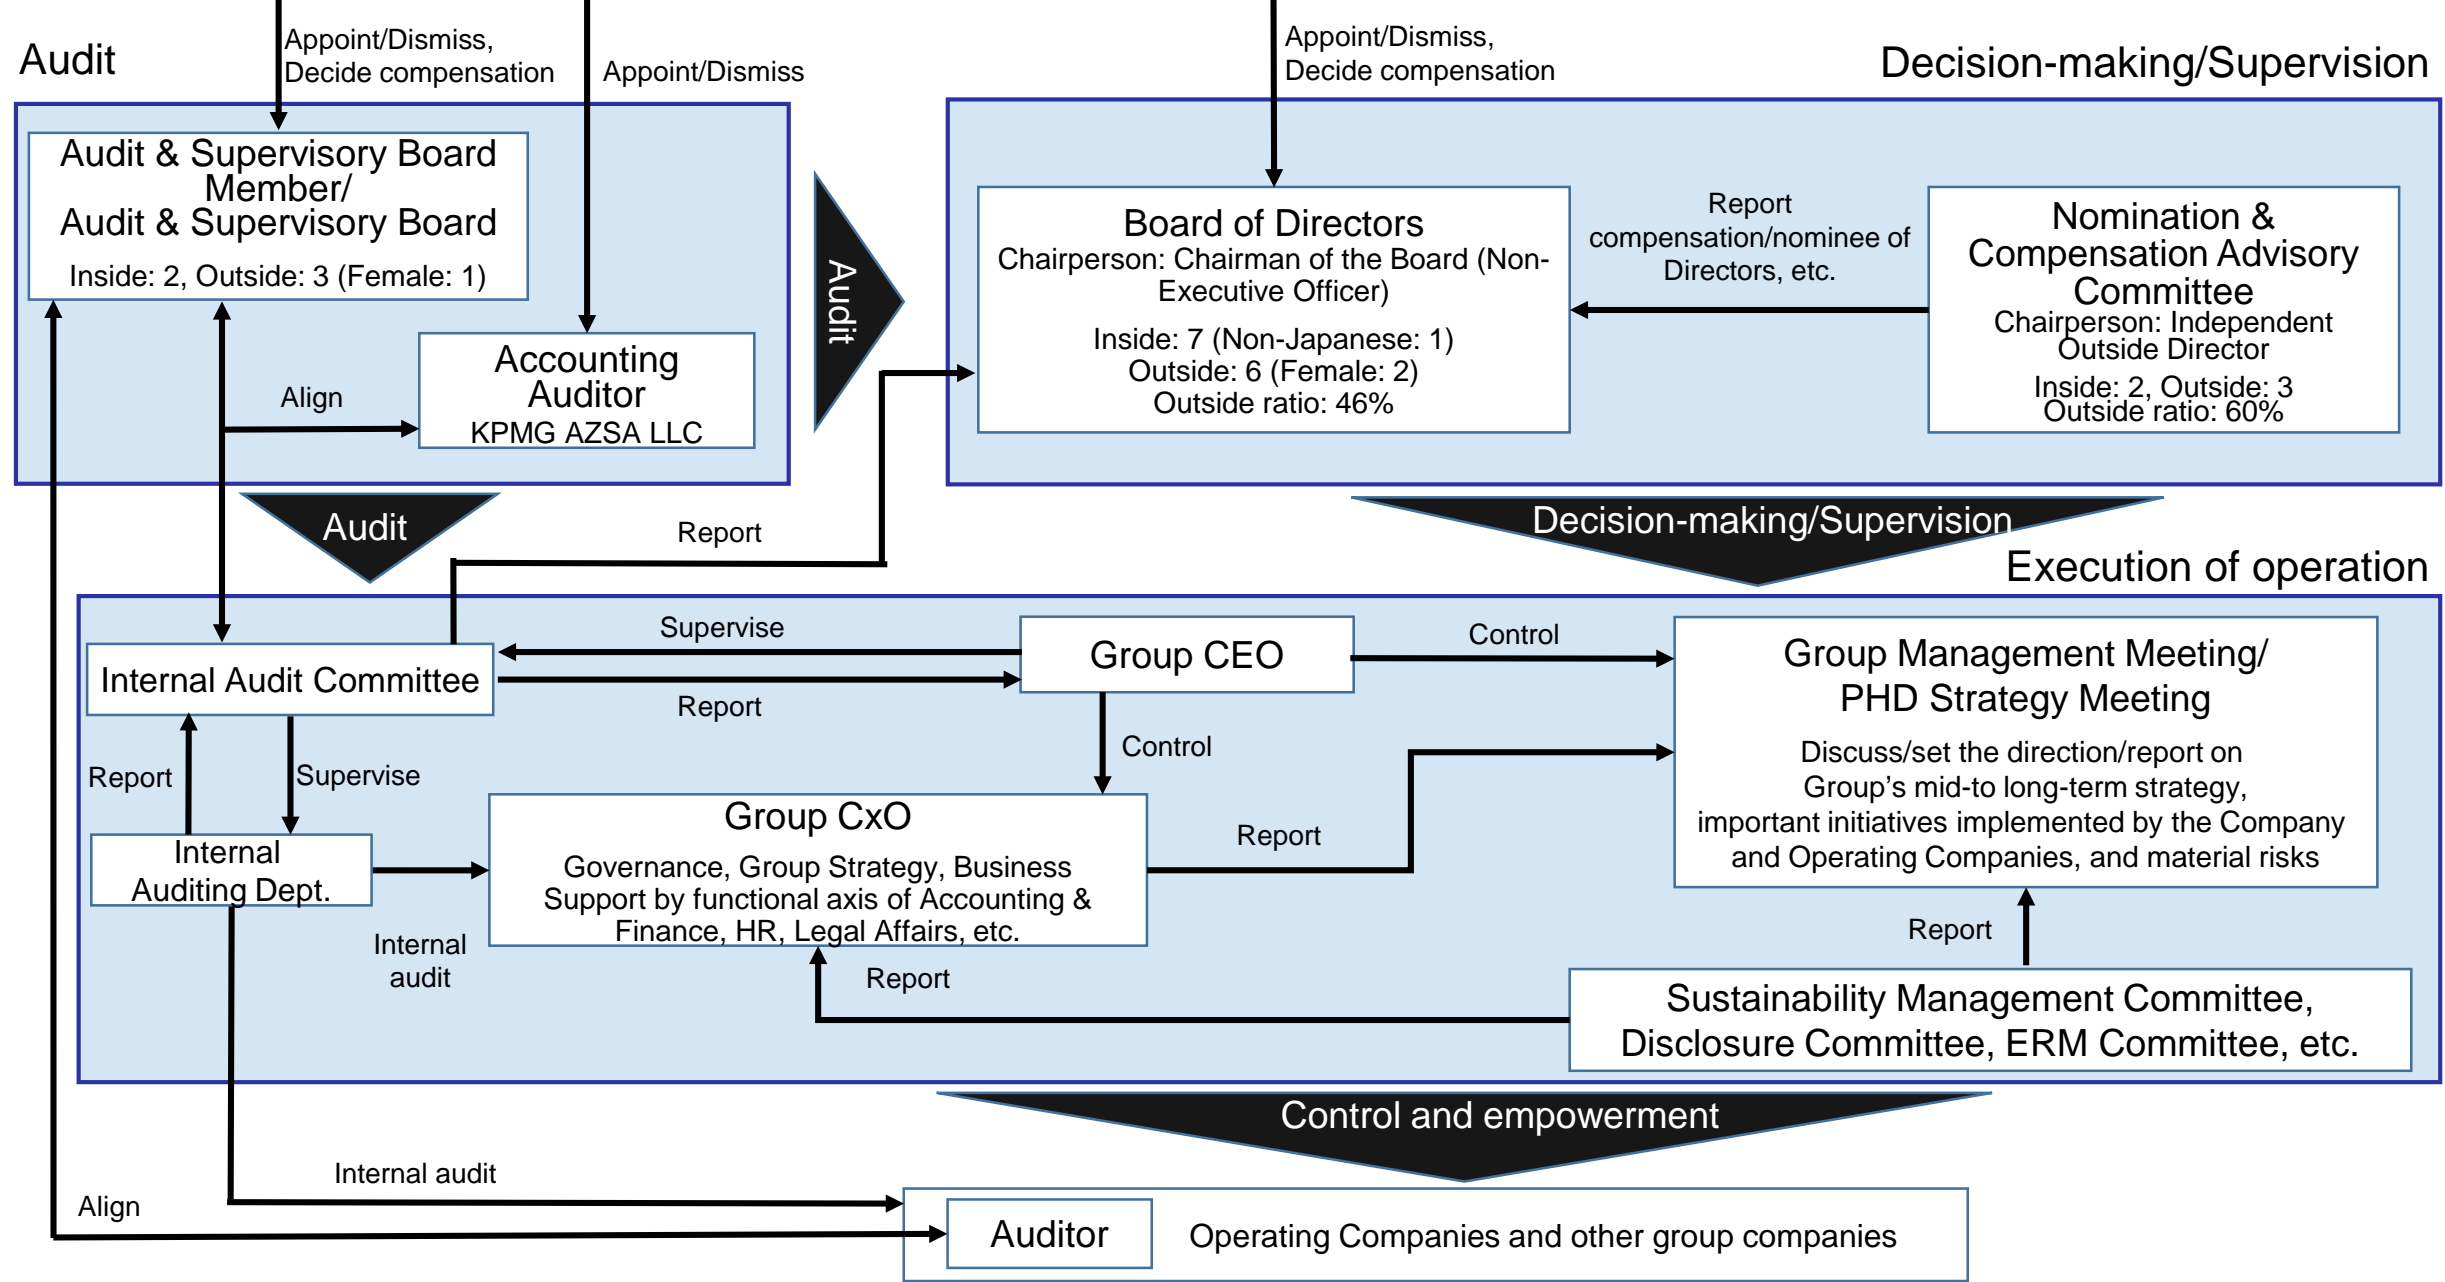 Audit
Appoint/Dismiss,
Decide compensation
Appoint/Dismiss
Appoint/Dismiss,
Decide compensation
Decision-making/Supervision
Audit & Supervisory Board
Member/
Audit & Supervisory Board
Inside: 2, Outside: 3 (Female: 1)
Align
Accounting
Auditor
KPMG AZSA LLC
Audit
Board of Directors
Chairperson: Chairman of the Board (Non-
Executive Officer)
Inside: 7 (Non-Japanese: 1)
Outside: 6 (Female: 2)
Outside ratio: 46%
Report
compensation/nominee of
Directors, etc.
Nomination &
Compensation Advisory
Committee
Chairperson: Independent
Outside Director
Inside: 2, Outside: 3
Outside ratio: 60%
Audit
Report
Decision-making/Supervision
Execution of operation
Internal Audit Committee
Supervise
Report
Group CEO
Control
Control
Group Management Meeting/
PHD Strategy Meeting
Discuss/set the direction/report on
Group's mid-to long-term strategy,
important initiatives implemented by the Company
and Operating Companies, and material risks
Report
Supervise
Internal
Auditing Dept.
Internal
audit
Group CxO
Governance, Group Strategy, Business
Support by functional axis of Accounting &
Finance, HR, Legal Affairs, etc.
Report
Report
Report
Sustainability Management Committee,
Disclosure Committee, ERM Committee, etc.
Control and empowerment
Internal audit
Align
Auditor
Operating Companies and other group companies